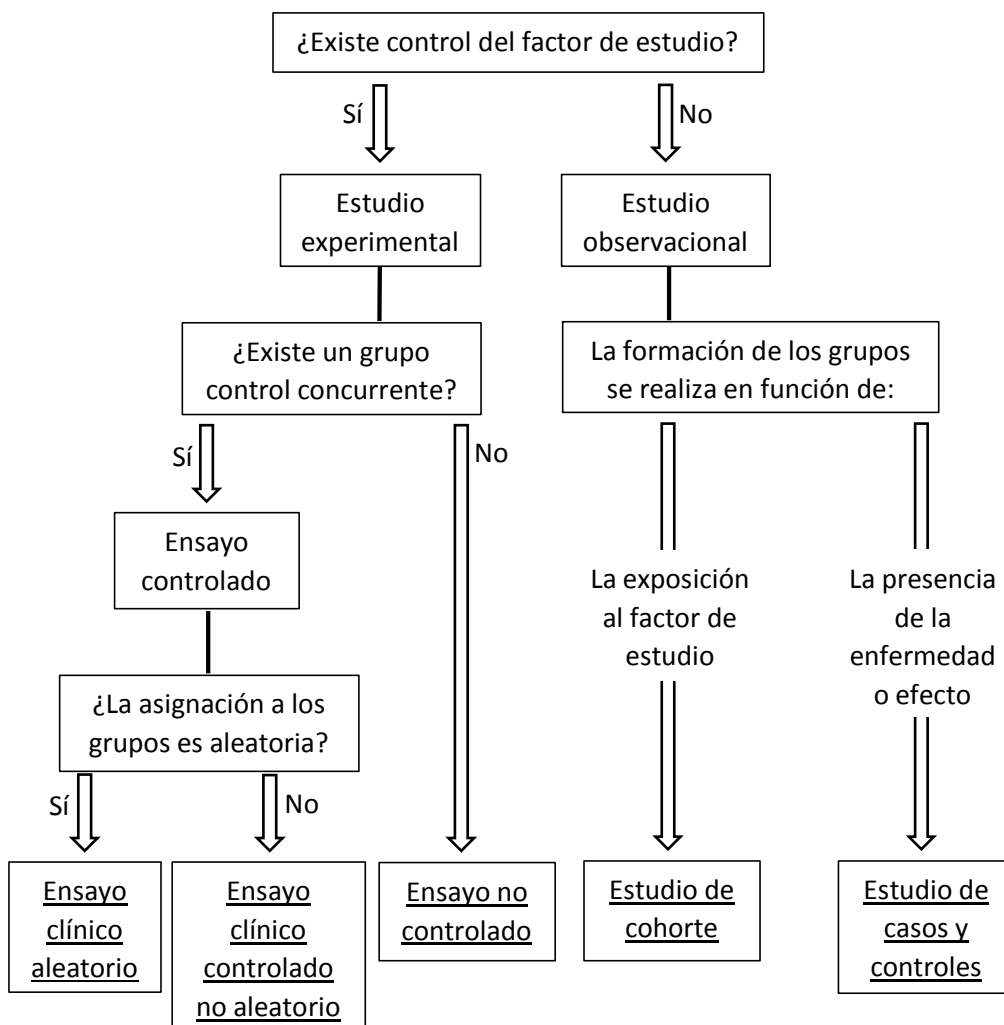 ¿Existe control del factor de estudio?
Sí
No
Estudio
experimental
Estudio
observacional
¿Existe un grupo
control concurrente?
La formación de los grupos
se realiza en función de:
Sí
No
Ensayo
controlado
La exposición
al factor de
estudio
La presencia
de la
enfermedad
o efecto
¿La asignación a los
grupos es aleatoria?
Sí
No
Ensayo
clínico
aleatorio
Ensayo
clínico
controlado
no aleatorio
Ensayo no
controlado
Estudio de
cohorte
Estudio de
casos y
controles